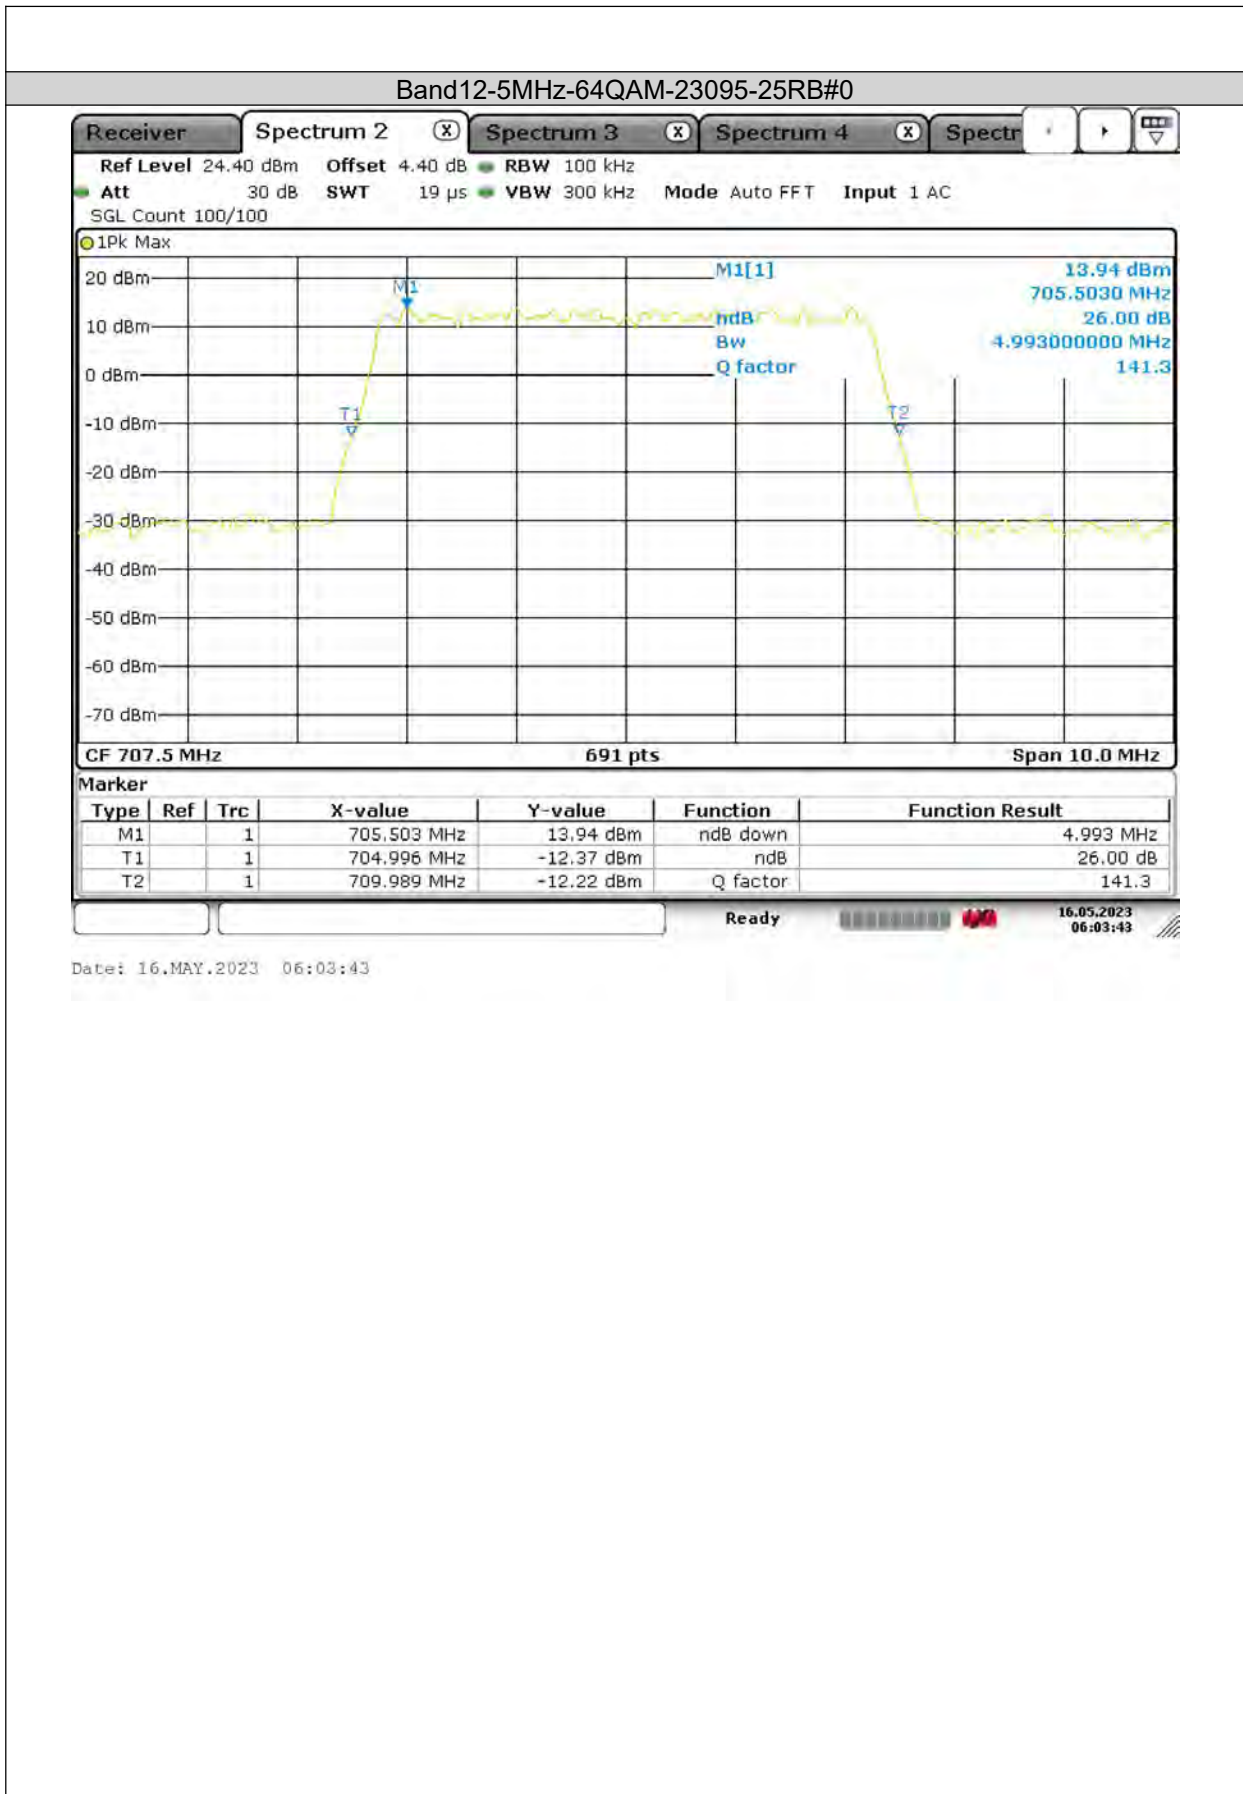 Band12-5MHz-64QAM-23095-25RB#0
Receiver Spectrum 2 X Spectrum 3 X Spectrum 4 X Spectr
Ref Level 24.40 dBm Offset 4.40 dB RBW 100 kHz
Att 30 dB SWT 19 µs VBW 300 kHz Mode Auto FFT Input 1 AC
SGL Count 100/100
1Pk Max
M1[1] 13.94 dBm
705.5030 MHz
ndB 26.00 dB
Bw 4.993000000 MHz
Q factor 141.3
20 dBm
M1
10 dBm
0 dBm
T1 T2
-10 dBm
-20 dBm
-30 dBm
-40 dBm
-50 dBm
-60 dBm
-70 dBm
CF 707.5 MHz 691 pts Span 10.0 MHz
Marker
Type Ref Trc X-value Y-value Function Function Result
M1 1 705.503 MHz 13.94 dBm ndB down 4.993 MHz
T1 1 704.996 MHz -12.37 dBm ndB 26.00 dB
T2 1 709.989 MHz -12.22 dBm Q factor 141.3
Ready 16.05.2023
06:03:43
Date: 16.MAY.2023 06:03:43